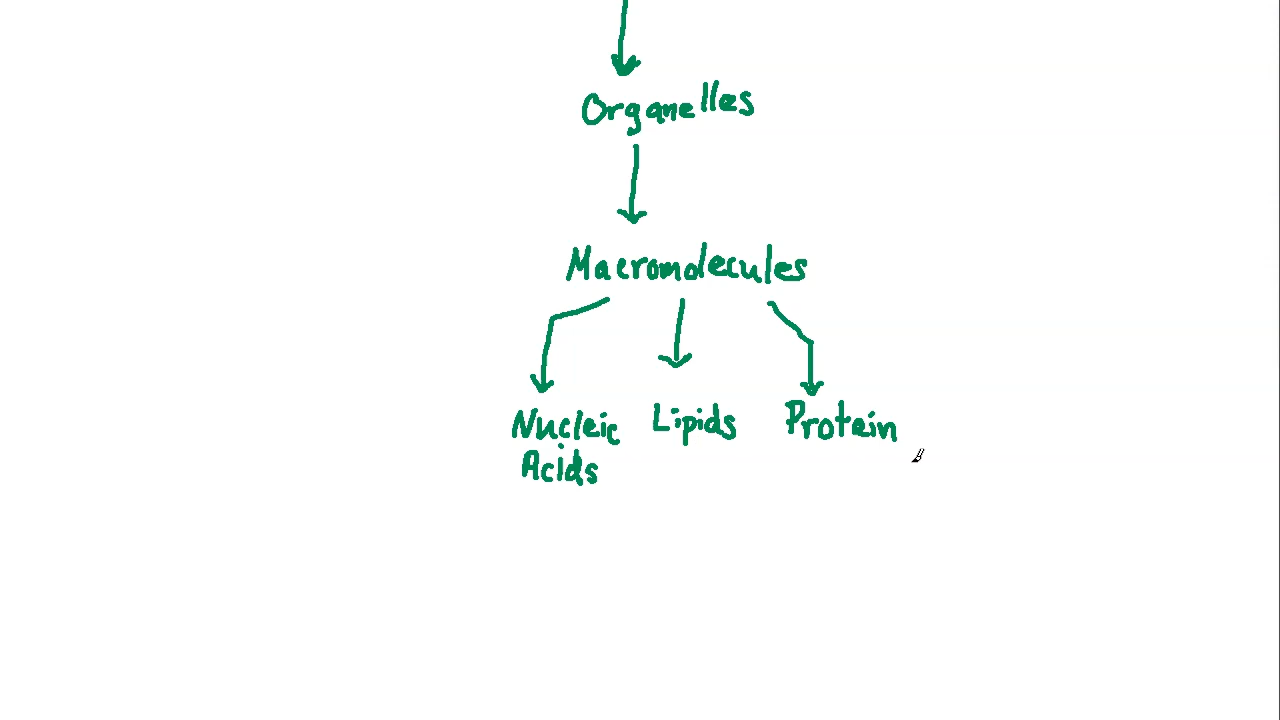 Organelles
Macromolecules
Nucleic Lipids Protein
Acids